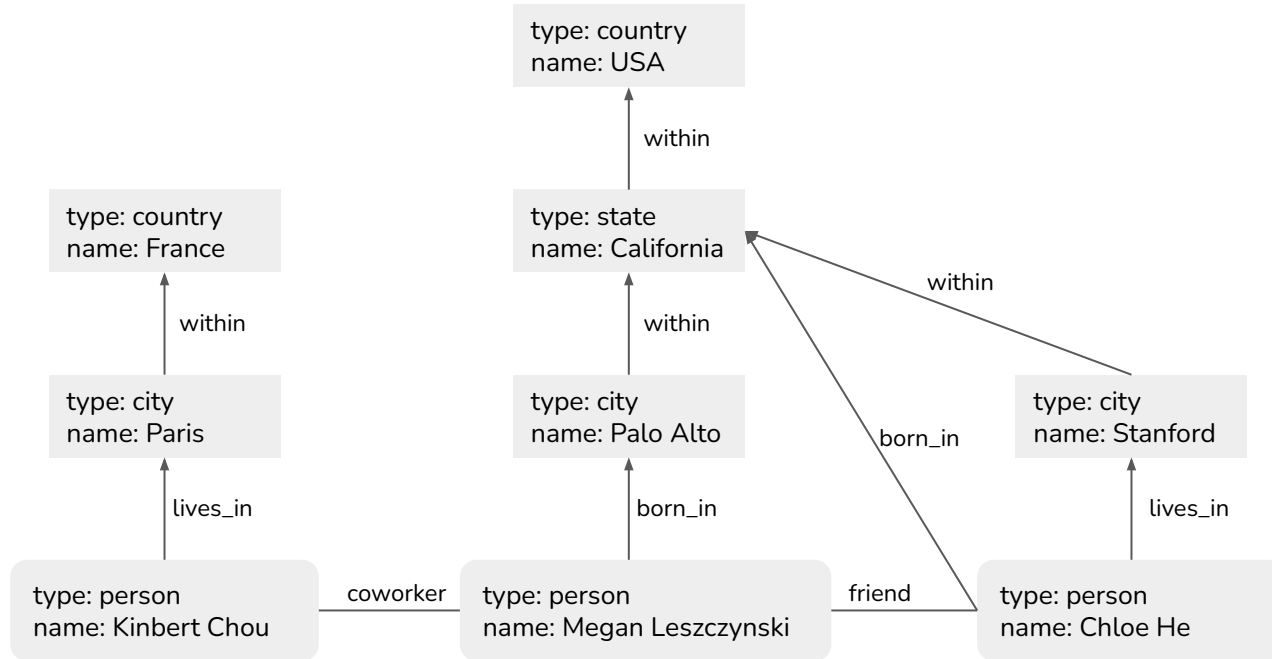 type: country
name: USA
within
type: country
name: France
type: state
name: California
within
within
within
type: city
name: Paris
type: city
name: Palo Alto
type: city
name: Stanford
born_in
lives_in
born_in
lives_in
type: person
name: Kinbert Chou
coworker
type: person
name: Megan Leszczynski
friend
type: person
name: Chloe He